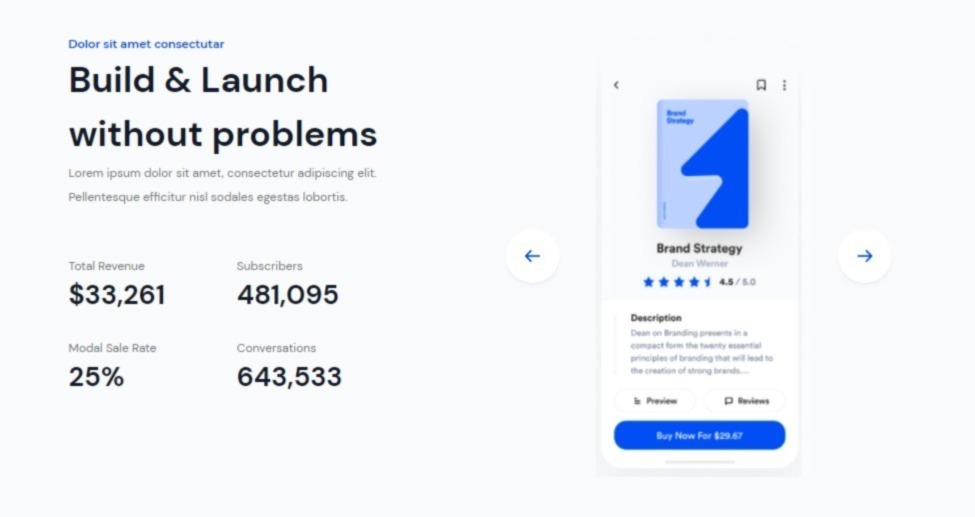 Dolor sit amet consectutar
Build & Launch
without problems
Lorem ipsum dolor sit amet, consectetur adipiscing elit.
Pellentesque efficitur nisl sodales egestas lobortis.
Total Revenue
$33,261
Subscribers
481,095
Modal Sale Rate
25%
Conversations
643,533
Brand
Strategy
Brand Strategy
Dean Werner
4.5 / 5.0
Description
Dean on Branding presents in a
compact form the twenty essential
principles of branding that will lead to
the creation of strong brands....
Preview
Reviews
Buy Now For $29.67